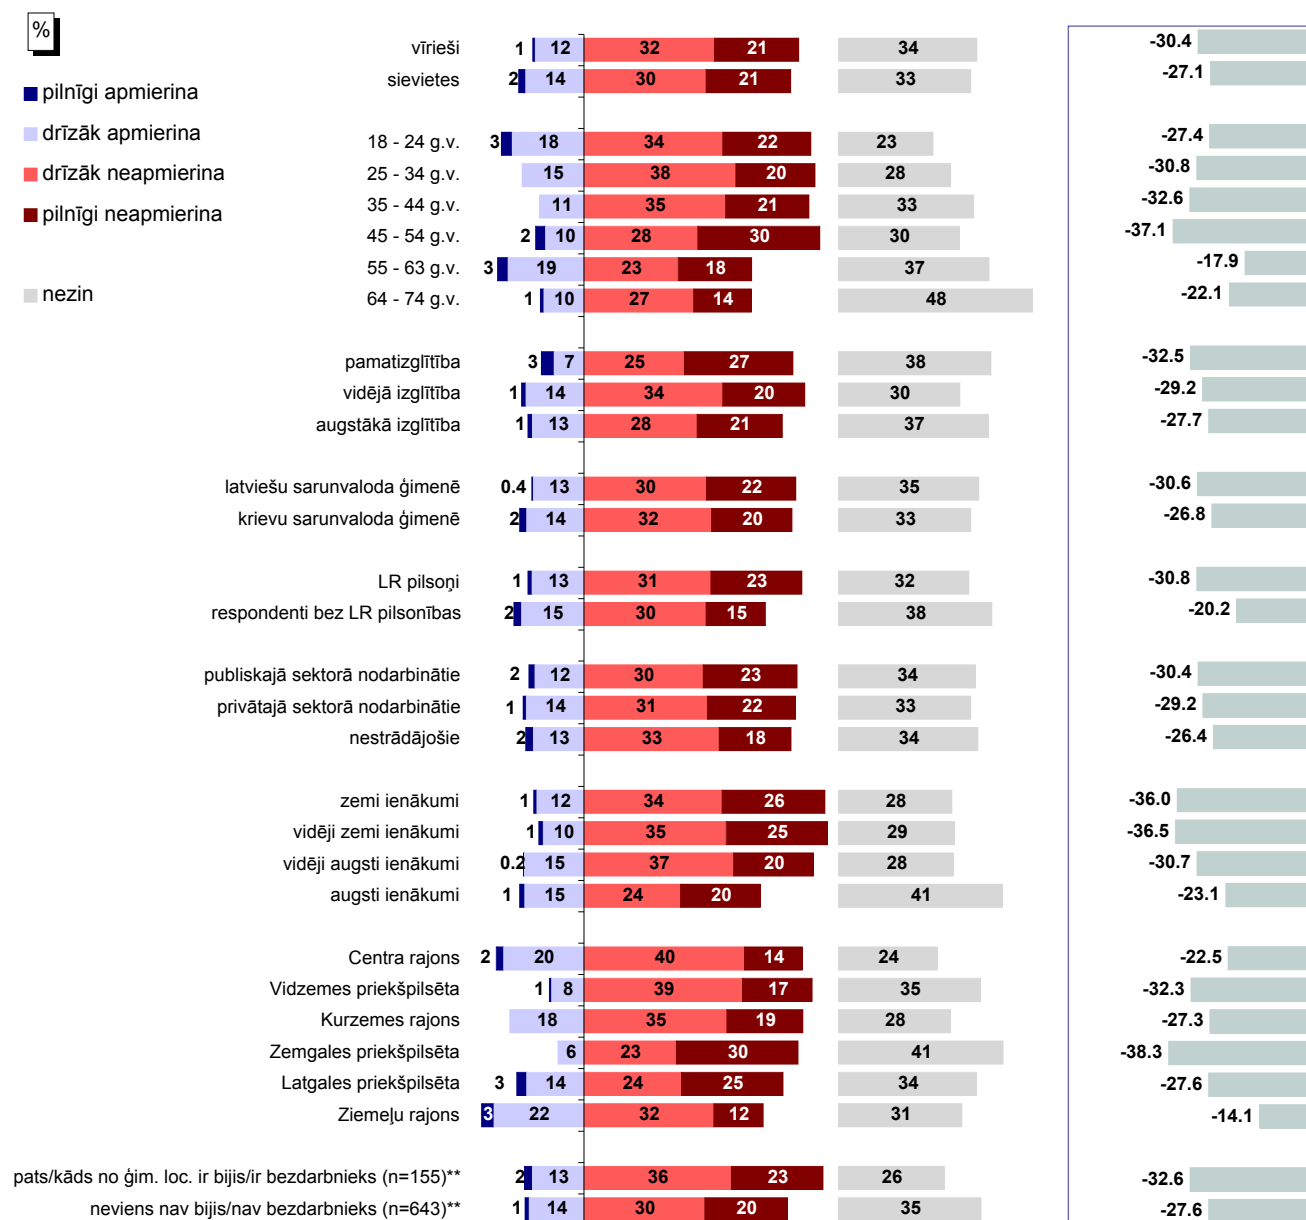 %
pilnīgi apmierina
drīzāk apmierina
drīzāk neapmierina
pilnīgi neapmierina
nezin
vīrieši 1 12 32 21 34 -30.4
sievietes 2 14 30 21 33 -27.1
18 - 24 g.v. 3 18 34 22 23 -27.4
25 - 34 g.v. 15 38 20 28 -30.8
35 - 44 g.v. 11 35 21 33 -32.6
45 - 54 g.v. 2 10 28 30 30 -37.1
55 - 63 g.v. 3 19 23 18 37 -17.9
64 - 74 g.v. 1 10 27 14 48 -22.1
pamatizglītība 3 7 25 27 38 -32.5
vidējā izglītība 1 14 34 20 30 -29.2
augstākā izglītība 1 13 28 21 37 -27.7
latviešu sarunvaloda ģimenē 0.4 13 30 22 35 -30.6
krievu sarunvaloda ģimenē 2 14 32 20 33 -26.8
LR pilsoņi 1 13 31 23 32 -30.8
respondenti bez LR pilsonības 2 15 30 15 38 -20.2
publiskajā sektorā nodarbinātie 2 12 30 23 34 -30.4
privātajā sektorā nodarbinātie 1 14 31 22 33 -29.2
nestrādājošie 2 13 33 18 34 -26.4
zemi ienākumi 1 12 34 26 28 -36.0
vidēji zemi ienākumi 1 10 35 25 29 -36.5
vidēji augsti ienākumi 0.2 15 37 20 28 -30.7
augsti ienākumi 1 15 24 20 41 -23.1
Centra rajons 2 20 40 14 24 -22.5
Vidzemes priekšpilsēta 1 8 39 17 35 -32.3
Kurzemes rajons 18 35 19 28 -27.3
Zemgales priekšpilsēta 6 23 30 41 -38.3
Latgales priekšpilsēta 3 14 24 25 34 -27.6
Ziemeļu rajons 3 22 32 12 31 -14.1
pats/kāds no ģim. loc. ir bijis/ir bezdarbnieks (n=155)** 2 13 36 23 26 -32.6
neviens nav bijis/nav bezdarbnieks (n=643)** 1 14 30 20 35 -27.6